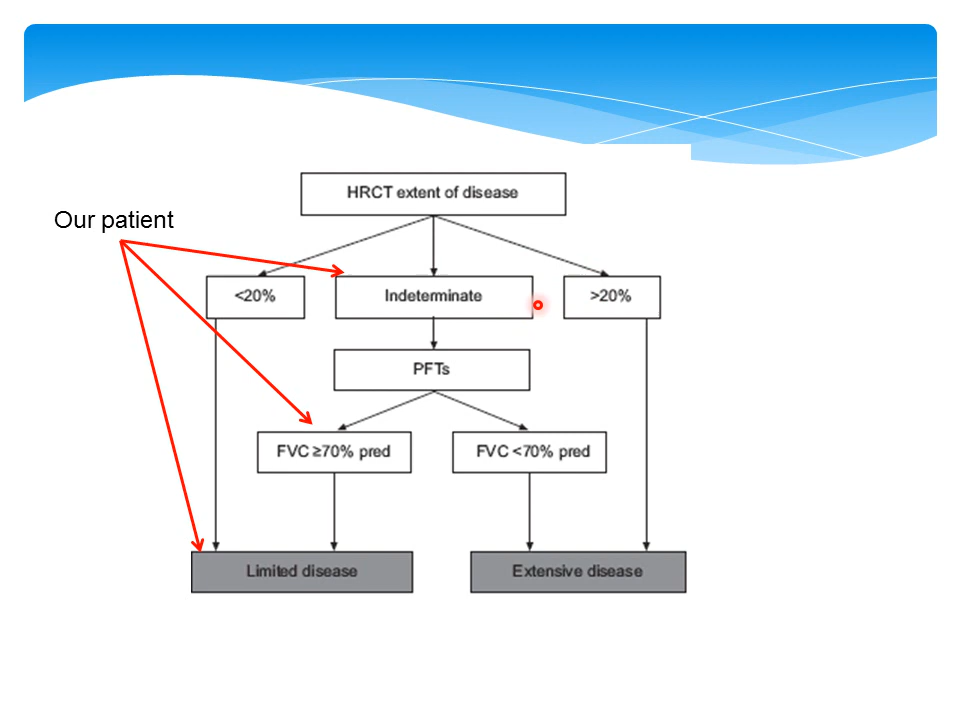 HRCT extent of disease
Our patient
<20%
Indeterminate
>20%
PFTs
FVC ≥70% pred
FVC <70% pred
Limited disease
Extensive disease